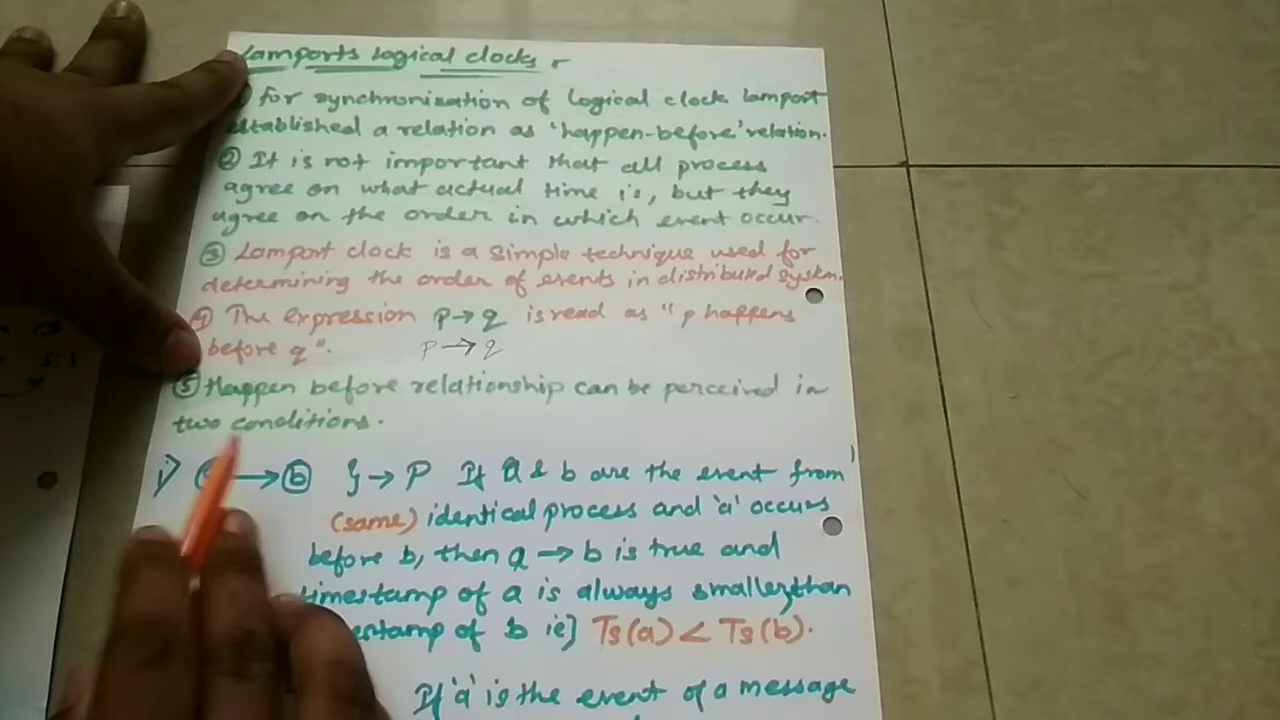 Lamports Logical clocks
for synchronization of Logical clock lamport
established a relation as 'happen-before' relation.
② It is not important that all process
agree on what actual time is, but they
agree on the order in which event occur.
③ Lamport clock is a simple technique used for
determining the order of events in distributed system.
④ The expression p→q is read as "p happens
before q". P→q
⑤ Happen before relationship can be perceived in
two conditions.
i) → b } → P If a & b are the event from
(same) identical process and 'a' occurs
before b, then a → b is true and
timestamp of a is always smaller than
of b ie] Ts(a) < Ts(b).
If 'a' is the event of a message